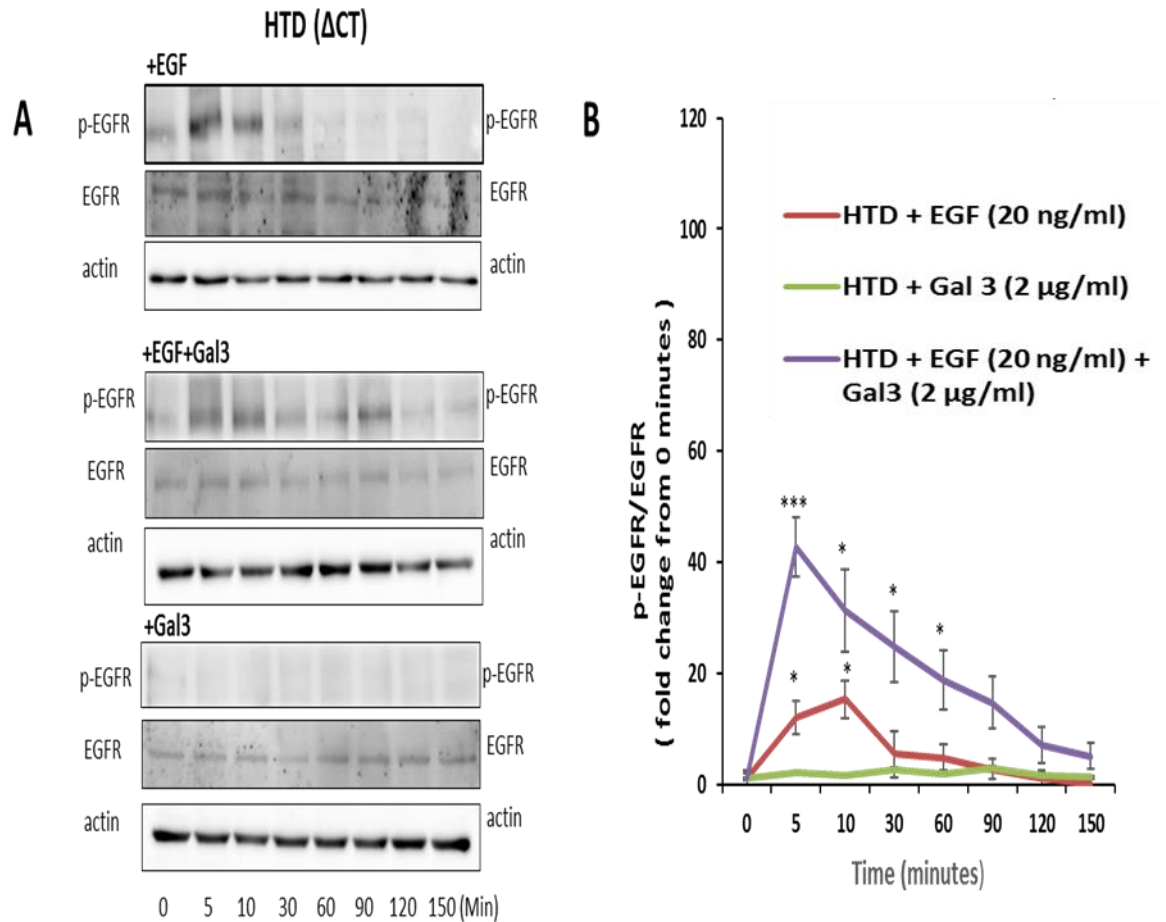 HTD (ΔCT)
A
+EGF
p-EGFR p-EGFR
EGFR EGFR
actin actin
+EGF+Gal3
p-EGFR p-EGFR
EGFR EGFR
actin actin
+Gal3
p-EGFR p-EGFR
EGFR EGFR
actin actin
0 5 10 30 60 90 120 150 (Min)
B
p-EGFR/EGFR
( fold change from 0 minutes )
120
100
80
60
40
20
0
HTD + EGF (20 ng/ml)
HTD + Gal 3 (2 µg/ml)
HTD + EGF (20 ng/ml) +
Gal3 (2 µg/ml)
***
*
*
*
*
*
0 5 10 30 60 90 120 150
Time (minutes)